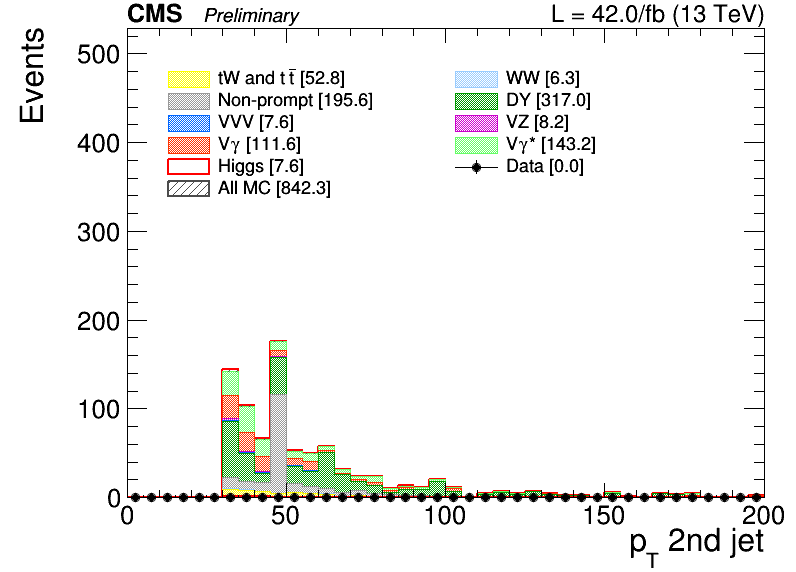 CMS Preliminary L = 42.0/fb (13 TeV)
Events
500
400
300
200
100
0
tW and tt̄ [52.8]
Non-prompt [195.6]
VVV [7.6]
Vγ [111.6]
Higgs [7.6]
All MC [842.3]
WW [6.3]
DY [317.0]
VZ [8.2]
Vγ* [143.2]
Data [0.0]
0 50 100 150 200
p_T 2nd jet